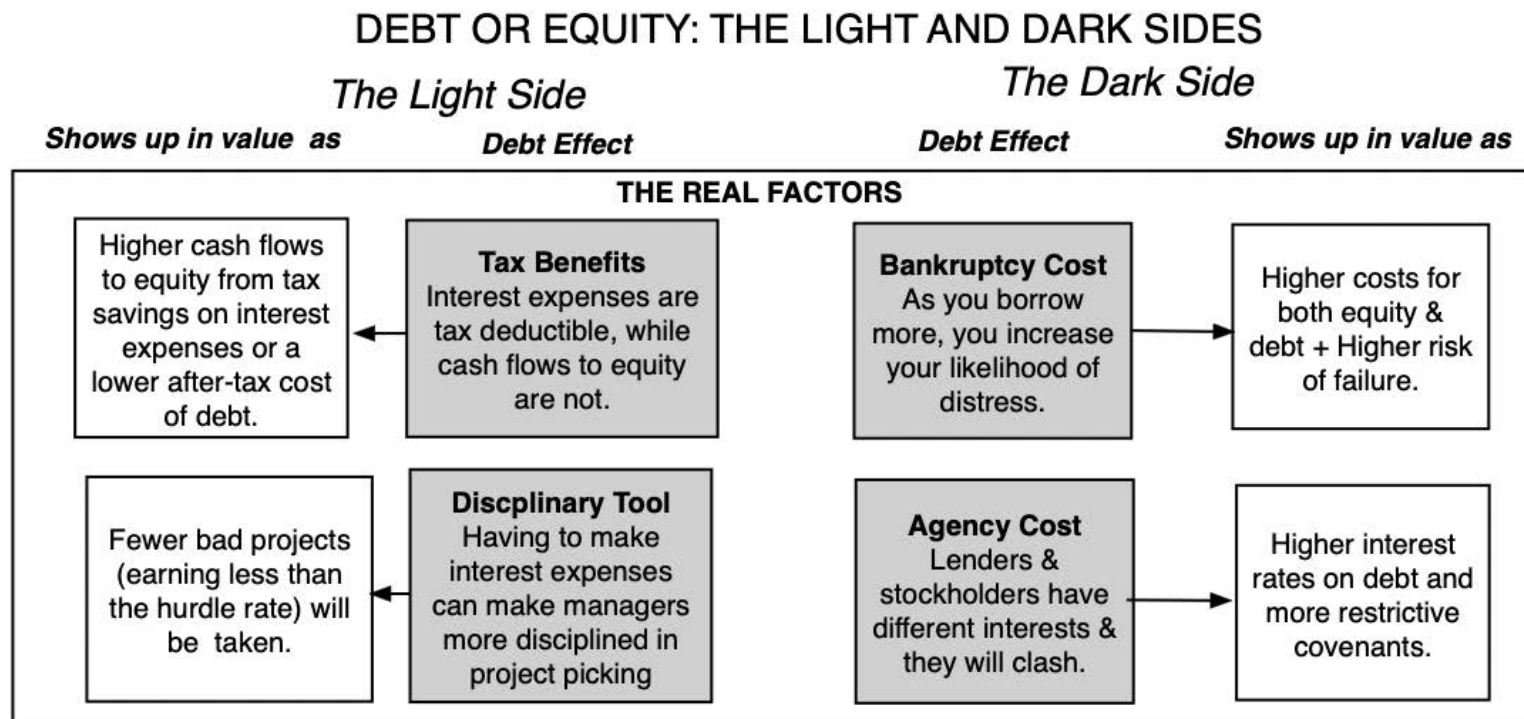 DEBT OR EQUITY: THE LIGHT AND DARK SIDES
The Light Side
The Dark Side
Shows up in value as
Debt Effect
Debt Effect
Shows up in value as
THE REAL FACTORS
Higher cash flows
to equity from tax
savings on interest
expenses or a
lower after-tax cost
of debt.
Tax Benefits
Interest expenses are
tax deductible, while
cash flows to equity
are not.
Bankruptcy Cost
As you borrow
more, you increase
your likelihood of
distress.
Higher costs for
both equity &
debt + Higher risk
of failure.
Fewer bad projects
(earning less than
the hurdle rate) will
be taken.
Discplinary Tool
Having to make
interest expenses
can make managers
more disciplined in
project picking
Agency Cost
Lenders &
stockholders have
different interests &
they will clash.
Higher interest
rates on debt and
more restrictive
covenants.